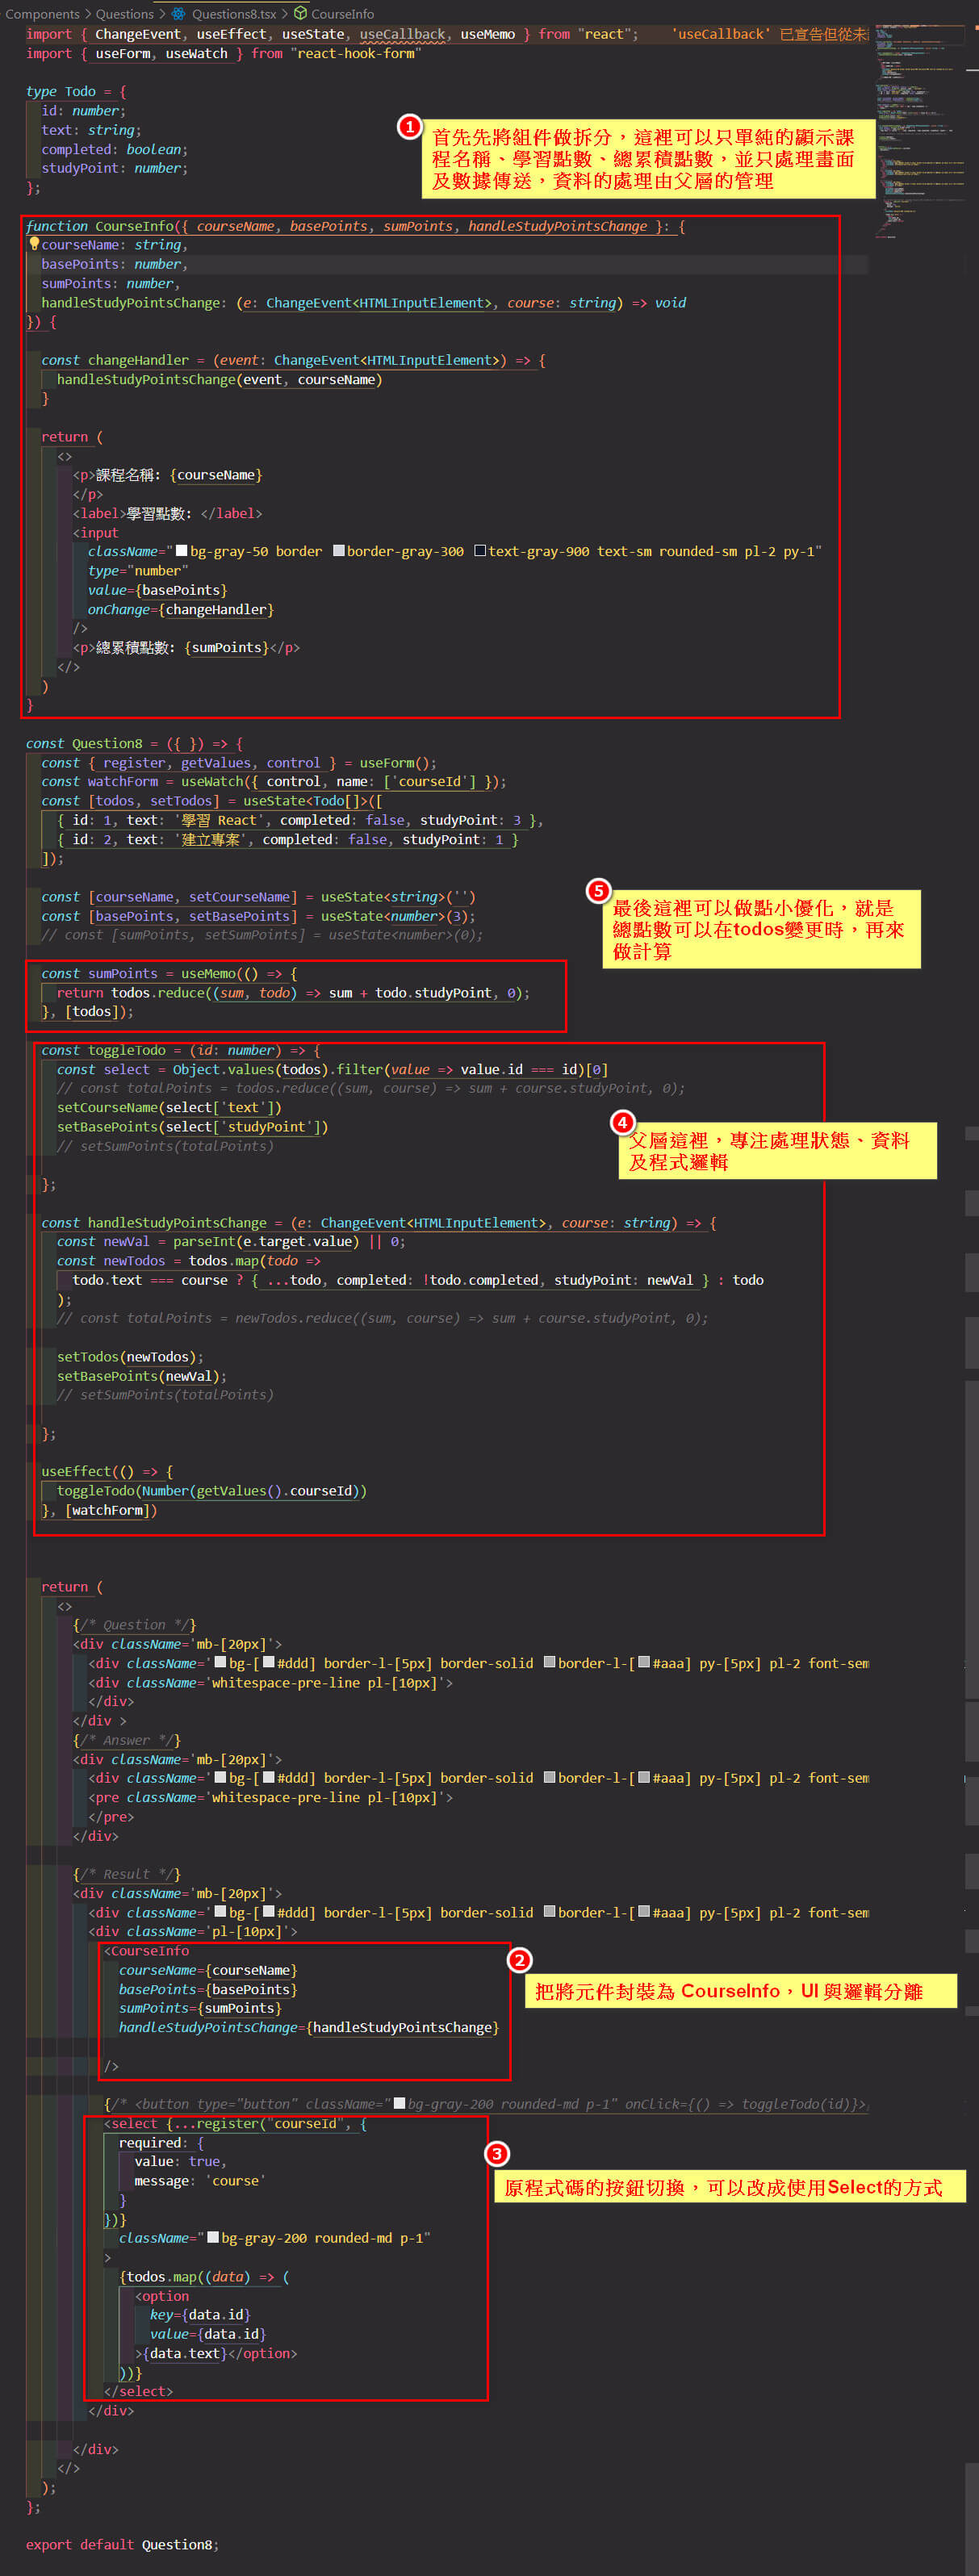 Components > Questions > Questions8.tsx > CourseInfo
import { ChangeEvent, useEffect, useState, useCallback, useMemo } from "react"; 'useCallback' 已宣告但從未
import { useForm, useWatch } from "react-hook-form"
type Todo = {
id: number;
text: string;
completed: boolean;
studyPoint: number;
};
1
首先先將組件做拆分，這裡可以只單純的顯示課
程名稱、學習點數、總累積點數，並只處理畫面
及數據傳送，資料的處理由父層的管理
function CourseInfo({ courseName, basePoints, sumPoints, handleStudyPointsChange }: {
courseName: string,
basePoints: number,
sumPoints: number,
handleStudyPointsChange: (e: ChangeEvent<HTMLInputElement>, course: string) => void
}) {
const changeHandler = (event: ChangeEvent<HTMLInputElement>) => {
handleStudyPointsChange(event, courseName)
}
return (
<>
<p>課程名稱: {courseName}
</p>
<label>學習點數: </label>
<input
className="bg-gray-50 border border-gray-300 text-gray-900 text-sm rounded-sm pl-2 py-1"
type="number"
value={basePoints}
onChange={changeHandler}
/>
<p>總累積點數: {sumPoints}</p>
</>
)
}
const Question8 = ({ }) => {
const { register, getValues, control } = useForm();
const watchForm = useWatch({ control, name: ['courseId'] });
const [todos, setTodos] = useState<Todo[]>([
{ id: 1, text: '學習 React', completed: false, studyPoint: 3 },
{ id: 2, text: '建立專案', completed: false, studyPoint: 1 }
]);
const [courseName, setCourseName] = useState<string>('')
const [basePoints, setBasePoints] = useState<number>(3);
// const [sumPoints, setSumPoints] = useState<number>(0);
5
最後這裡可以做點小優化，就是
總點數可以在todos變更時，再來
做計算
const sumPoints = useMemo(() => {
return todos.reduce((sum, todo) => sum + todo.studyPoint, 0);
}, [todos]);
const toggleTodo = (id: number) => {
const select = Object.values(todos).filter(value => value.id === id)[0]
// const totalPoints = todos.reduce((sum, course) => sum + course.studyPoint, 0);
setCourseName(select['text'])
setBasePoints(select['studyPoint'])
// setSumPoints(totalPoints)
};
4
父層這裡，專注處理狀態、資料
及程式邏輯
const handleStudyPointsChange = (e: ChangeEvent<HTMLInputElement>, course: string) => {
const newVal = parseInt(e.target.value) || 0;
const newTodos = todos.map(todo =>
todo.text === course ? { ...todo, completed: !todo.completed, studyPoint: newVal } : todo
);
// const totalPoints = newTodos.reduce((sum, course) => sum + course.studyPoint, 0);
setTodos(newTodos);
setBasePoints(newVal);
// setSumPoints(totalPoints)
};
useEffect(() => {
toggleTodo(Number(getValues().courseId))
}, [watchForm])
return (
<>
{/* Question */}
<div className='mb-[20px]'>
<div className='bg-[#ddd] border-l-[5px] border-solid border-l-[#aaa] py-[5px] pl-2 font-sem
<div className='whitespace-pre-line pl-[10px]'>
</div>
</div >
{/* Answer */}
<div className='mb-[20px]'>
<div className='bg-[#ddd] border-l-[5px] border-solid border-l-[#aaa] py-[5px] pl-2 font-sem
<pre className='whitespace-pre-line pl-[10px]'>
</pre>
</div>
{/* Result */}
<div className='mb-[20px]'>
<div className='bg-[#ddd] border-l-[5px] border-solid border-l-[#aaa] py-[5px] pl-2 font-sem
<div className='pl-[10px]'>
<CourseInfo
courseName={courseName}
basePoints={basePoints}
sumPoints={sumPoints}
handleStudyPointsChange={handleStudyPointsChange}
/>
2
把將元件封裝為 CourseInfo，UI 與邏輯分離
{/* <button type="button" className="bg-gray-200 rounded-md p-1" onClick={() => toggleTodo(id)}>
<select {...register("courseId", {
required: {
value: true,
message: 'course'
}
})}
className="bg-gray-200 rounded-md p-1"
>
3
原程式碼的按鈕切換，可以改成使用Select的方式
{todos.map((data) => (
<option
key={data.id}
value={data.id}
>{data.text}</option>
))}
</select>
</div>
</div>
</>
);
};
export default Question8;